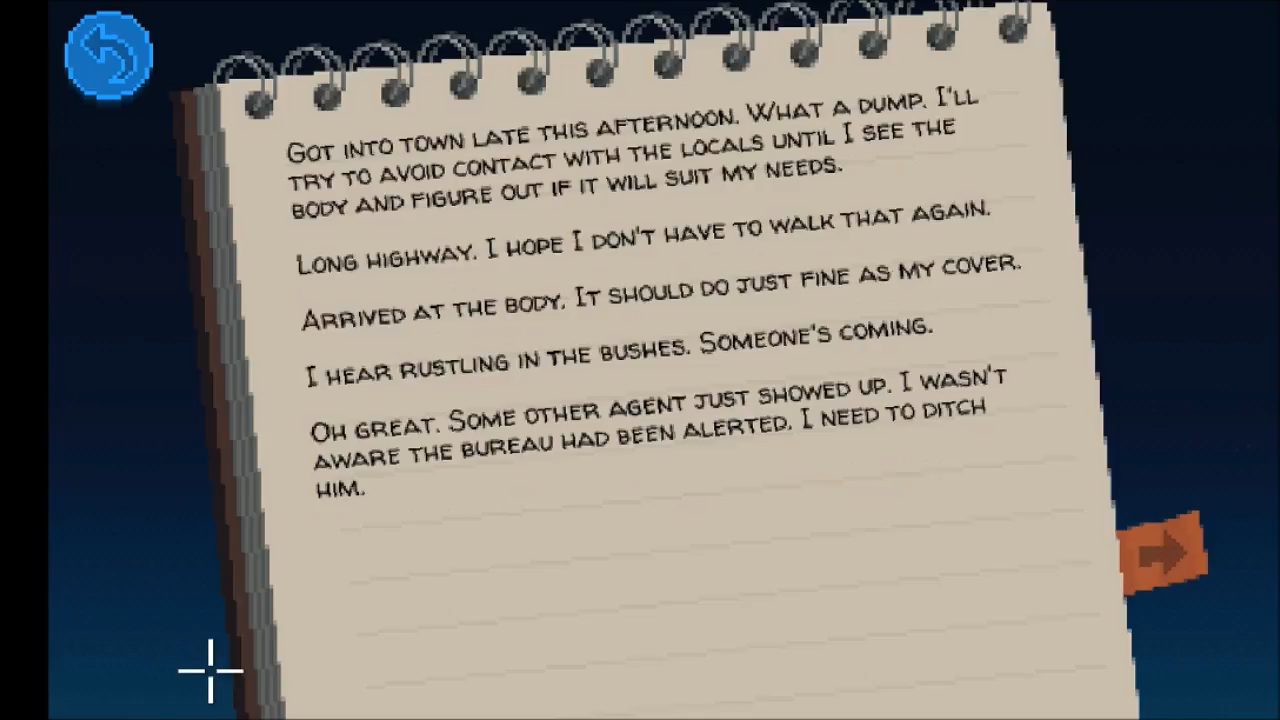 Got into town late this afternoon. What a dump. I'll
try to avoid contact with the locals until I see the
body and figure out if it will suit my needs.
Long highway. I hope I don't have to walk that again.
Arrived at the body. It should do just fine as my cover.
I hear rustling in the bushes. Someone's coming.
Oh great. Some other agent just showed up. I wasn't
aware the bureau had been alerted. I need to ditch
him.